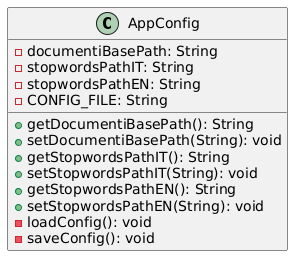 C AppConfig
documentiBasePath: String
stopwordsPathIT: String
stopwordsPathEN: String
CONFIG_FILE: String
getDocumentiBasePath(): String
setDocumentiBasePath(String): void
getStopwordsPathIT(): String
setStopwordsPathIT(String): void
getStopwordsPathEN(): String
setStopwordsPathEN(String): void
loadConfig(): void
saveConfig(): void